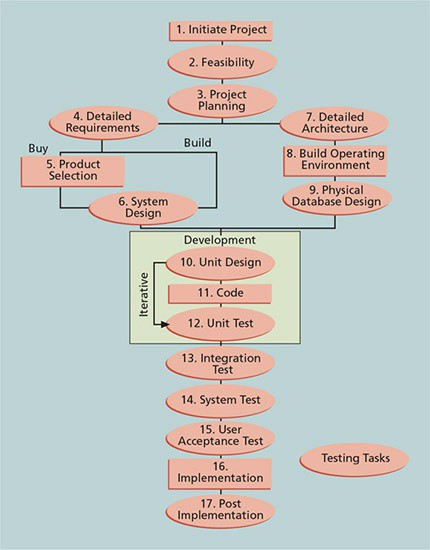 1. Initiate Project
2. Feasibility
3. Project
Planning
4. Detailed
Requirements
7. Detailed
Architecture
Buy
Build
5. Product
Selection
8. Build Operating
Environment
6. System
Design
9. Physical
Database Design
Development
10. Unit Design
Iterative
11. Code
12. Unit Test
13. Integration
Test
14. System Test
15. User
Acceptance Test
16.
Implementation
Testing Tasks
17. Post
Implementation